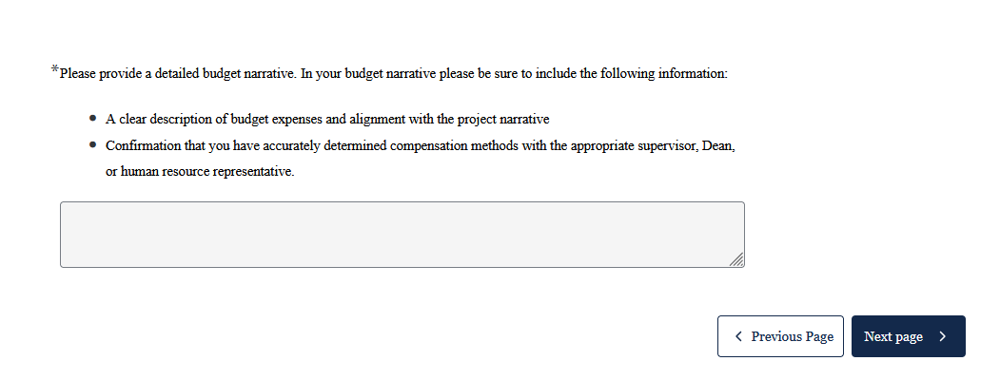 *Please provide a detailed budget narrative. In your budget narrative please be sure to include the following information:
• A clear description of budget expenses and alignment with the project narrative
• Confirmation that you have accurately determined compensation methods with the appropriate supervisor, Dean,
or human resource representative.
< Previous Page
Next page >